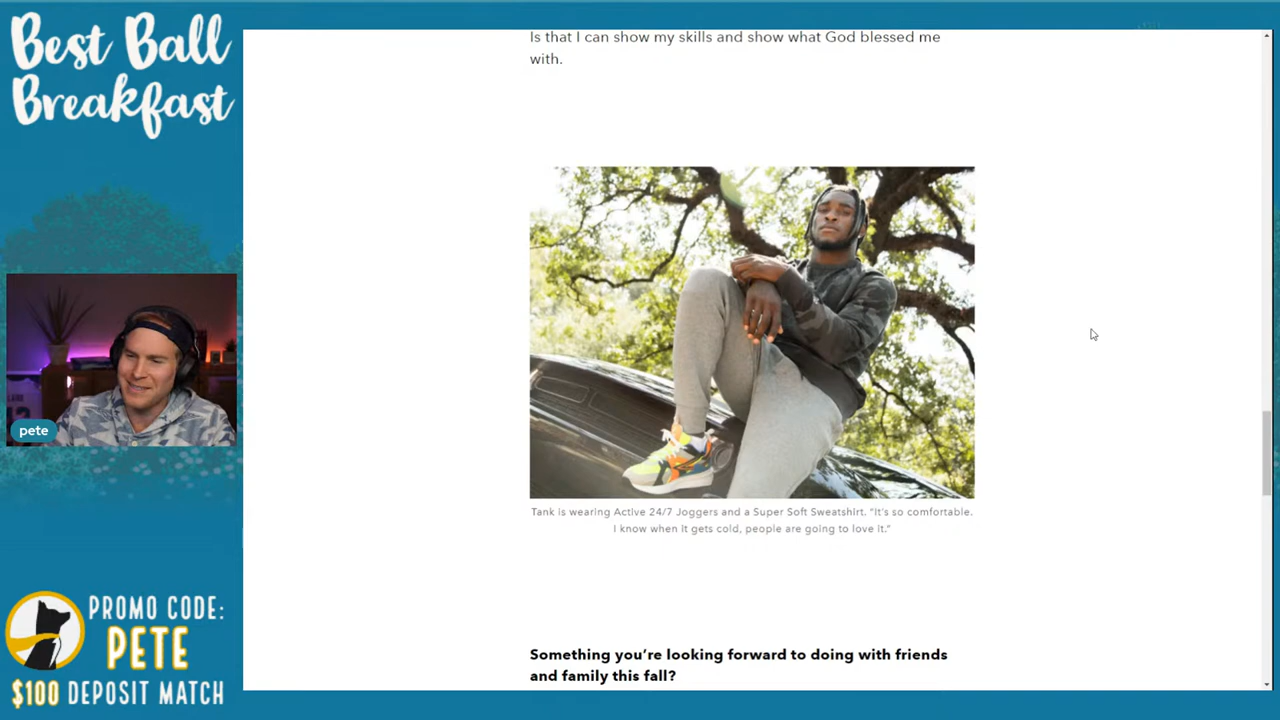 Best Ball
Breakfast
Is that I can show my skills and show what God blessed me
with.
pete
Tank is wearing Active 24/7 Joggers and a Super Soft Sweatshirt. “It’s so comfortable.
I know when it gets cold, people are going to love it.”
PROMO CODE:
PETE
$100 DEPOSIT MATCH
Something you’re looking forward to doing with friends
and family this fall?